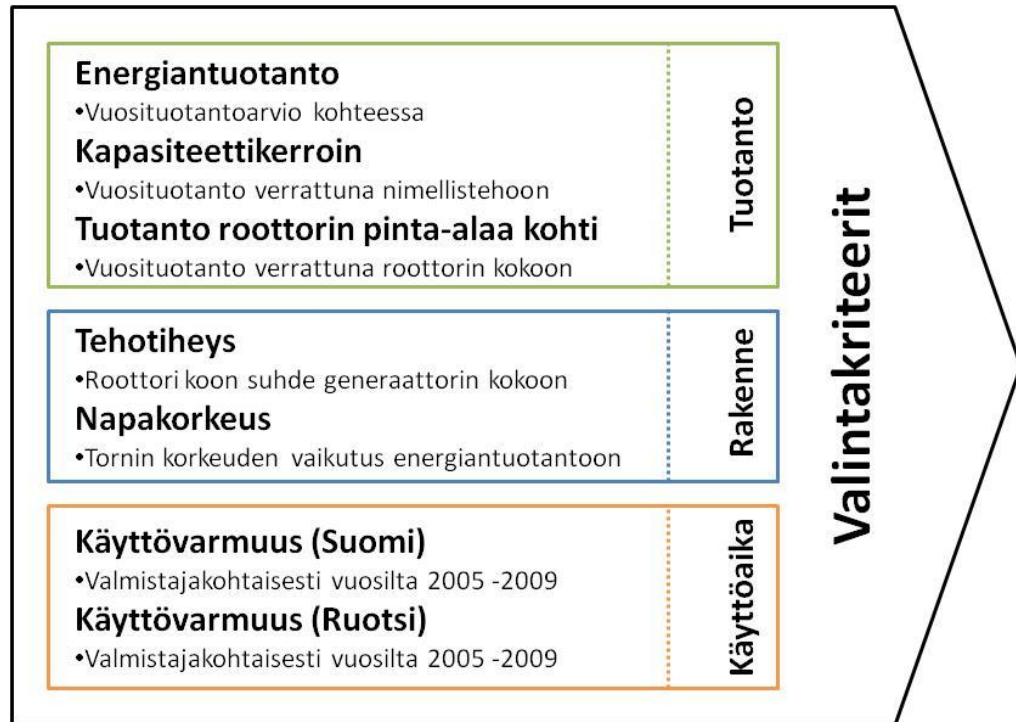 Energiantuotanto
•Vuosituotantoarvio kohteessa
Kapasiteettikerroin
•Vuosituotanto verrattuna nimellistehoon
Tuotanto roottorin pinta-alaa kohti
•Vuosituotanto verrattuna roottorin kokoon
Tuotanto
Tehotiheys
•Roottori koon suhde generaattorin kokoon
Napakorkeus
•Tornin korkeuden vaikutus energiantuotantoon
Rakenne
Käyttövarmuus (Suomi)
•Valmistajakohtaisesti vuosilta 2005 -2009
Käyttövarmuus (Ruotsi)
•Valmistajakohtaisesti vuosilta 2005 -2009
Käyttöaika
Valintakriteerit